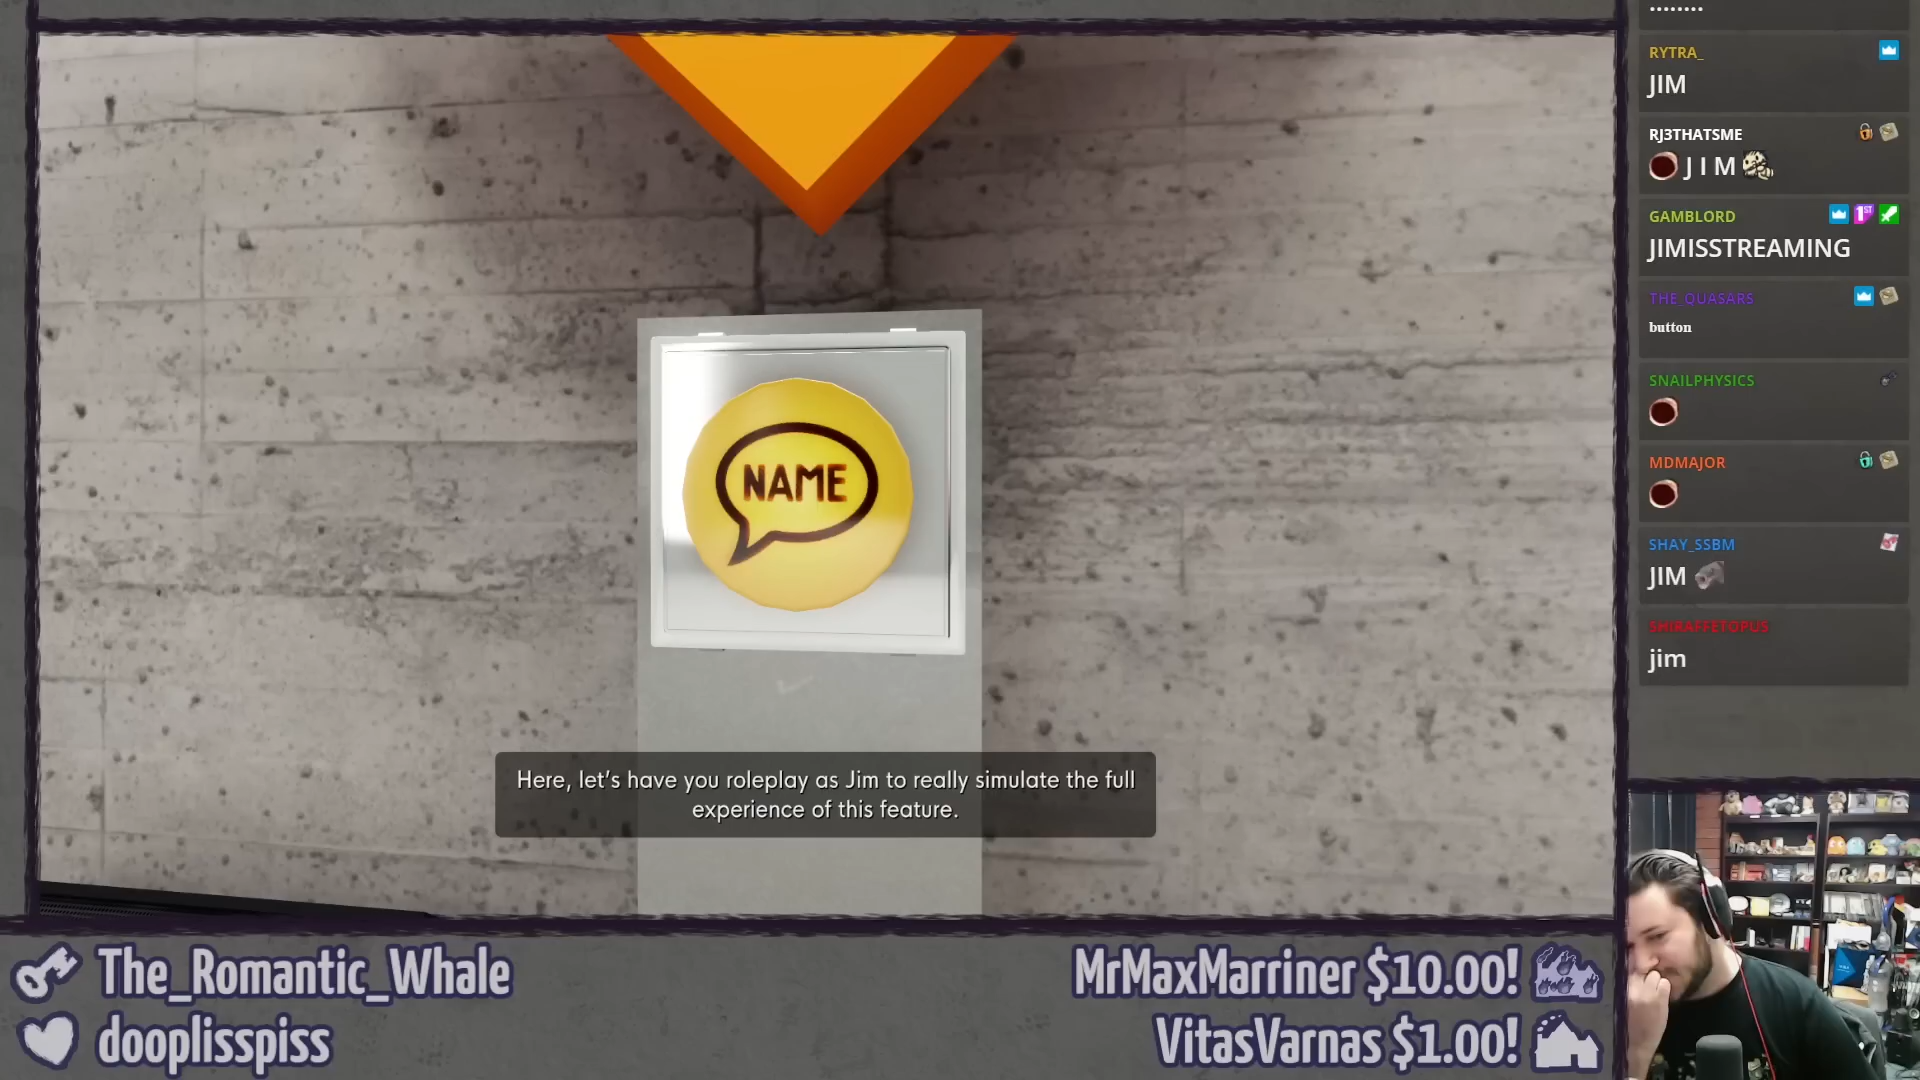 NAME
Here, let's have you roleplay as Jim to really simulate the full
experience of this feature.
........
RYTRA_
JIM
RJ3THATSME
J I M
GAMBLORD
1ST
JIMISSTREAMING
THE_QUASARS
button
SNAILPHYSICS
MDMAJOR
SHAY_SSBM
JIM
SHIRAFFETOPUS
jim
The_Romantic_Whale
dooplisspiss
MrMaxMarriner $10.00!
VitasVarnas $1.00!